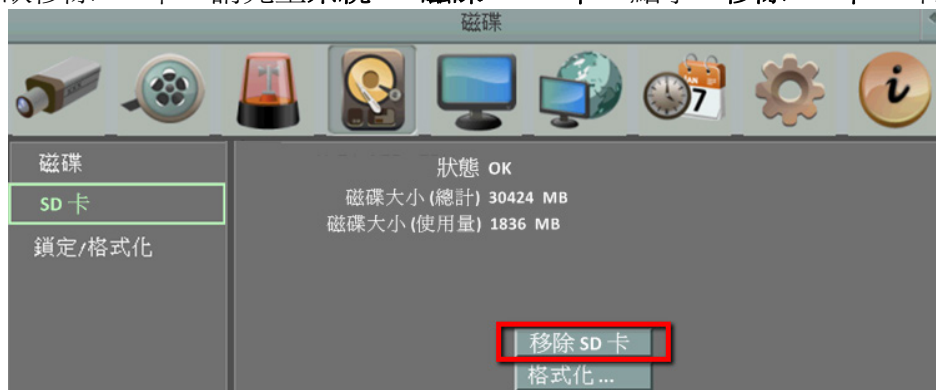 磁碟
7
i
磁碟
SD 卡
鎖定/格式化
狀態 OK
磁碟大小 (總計) 30424 MB
磁碟大小 (使用量) 1836 MB
移除 SD 卡
格式化 ...